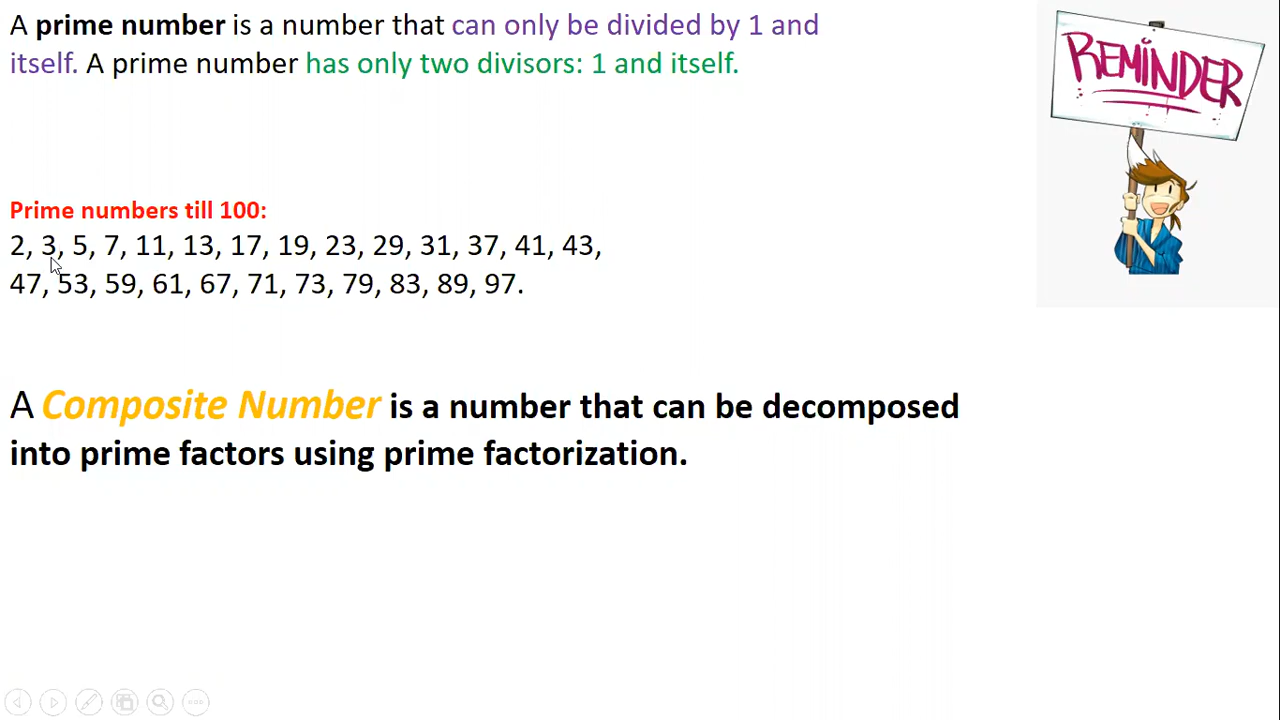 A prime number is a number that can only be divided by 1 and
itself. A prime number has only two divisors: 1 and itself.
REMINDER
Prime numbers till 100:
2, 3, 5, 7, 11, 13, 17, 19, 23, 29, 31, 37, 41, 43,
47, 53, 59, 61, 67, 71, 73, 79, 83, 89, 97.
A Composite Number is a number that can be decomposed
into prime factors using prime factorization.